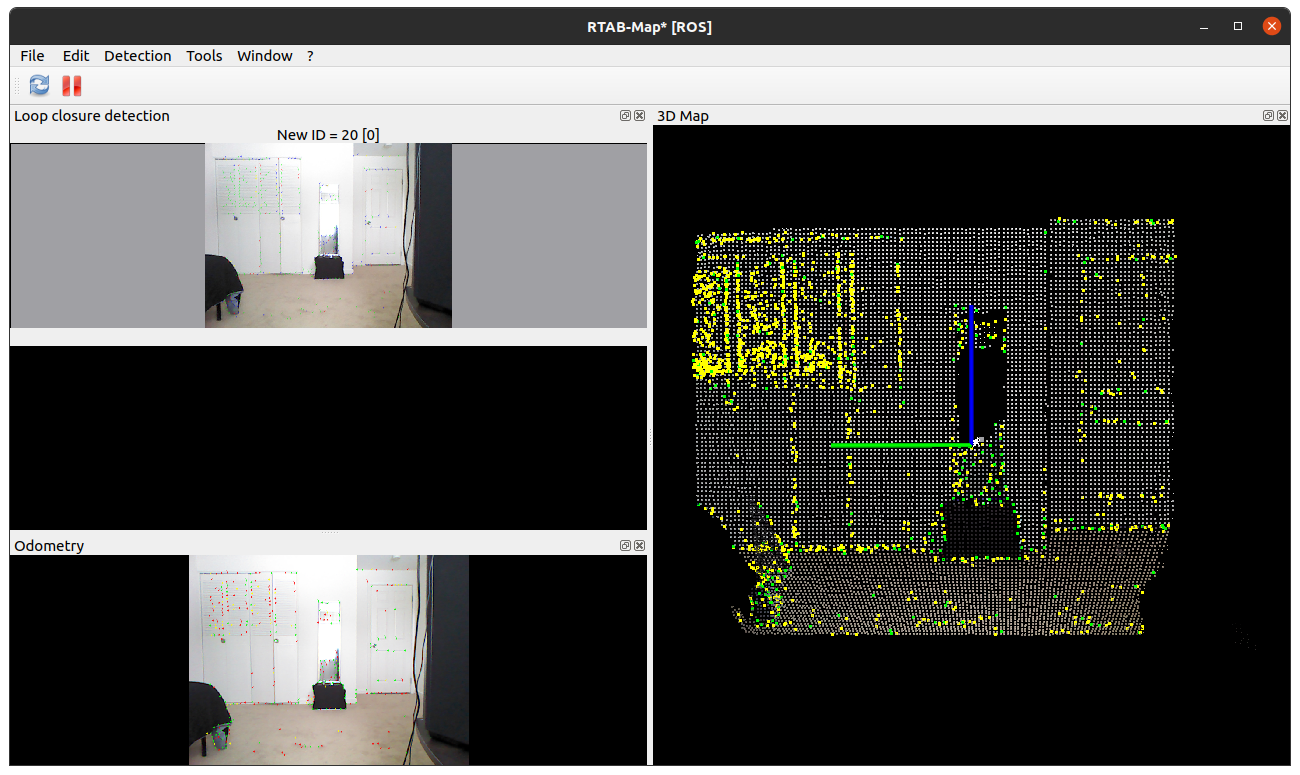 RTAB-Map* [ROS]
File Edit Detection Tools Window ?
Loop closure detection
New ID = 20 [0]
3D Map
Odometry